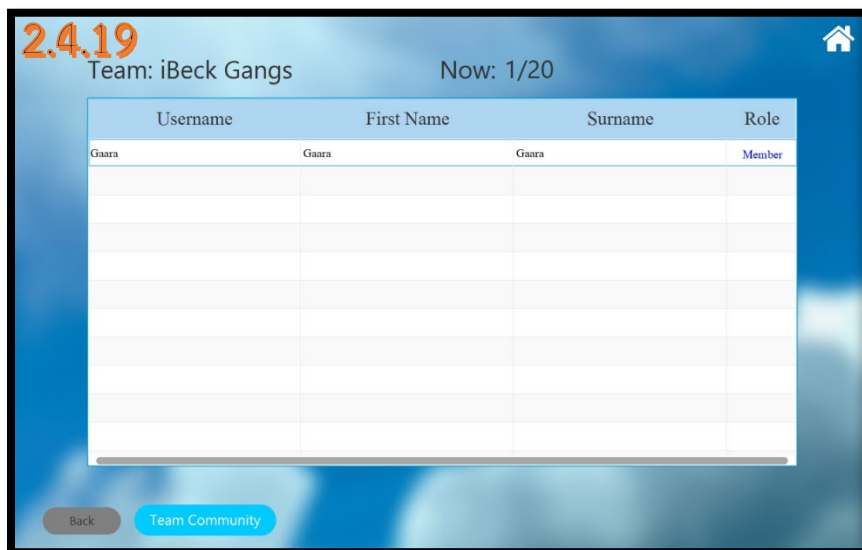 2.4.19
Team: iBeck Gangs Now: 1/20
Username First Name Surname Role
Gaara Gaara Gaara Member
Back Team Community